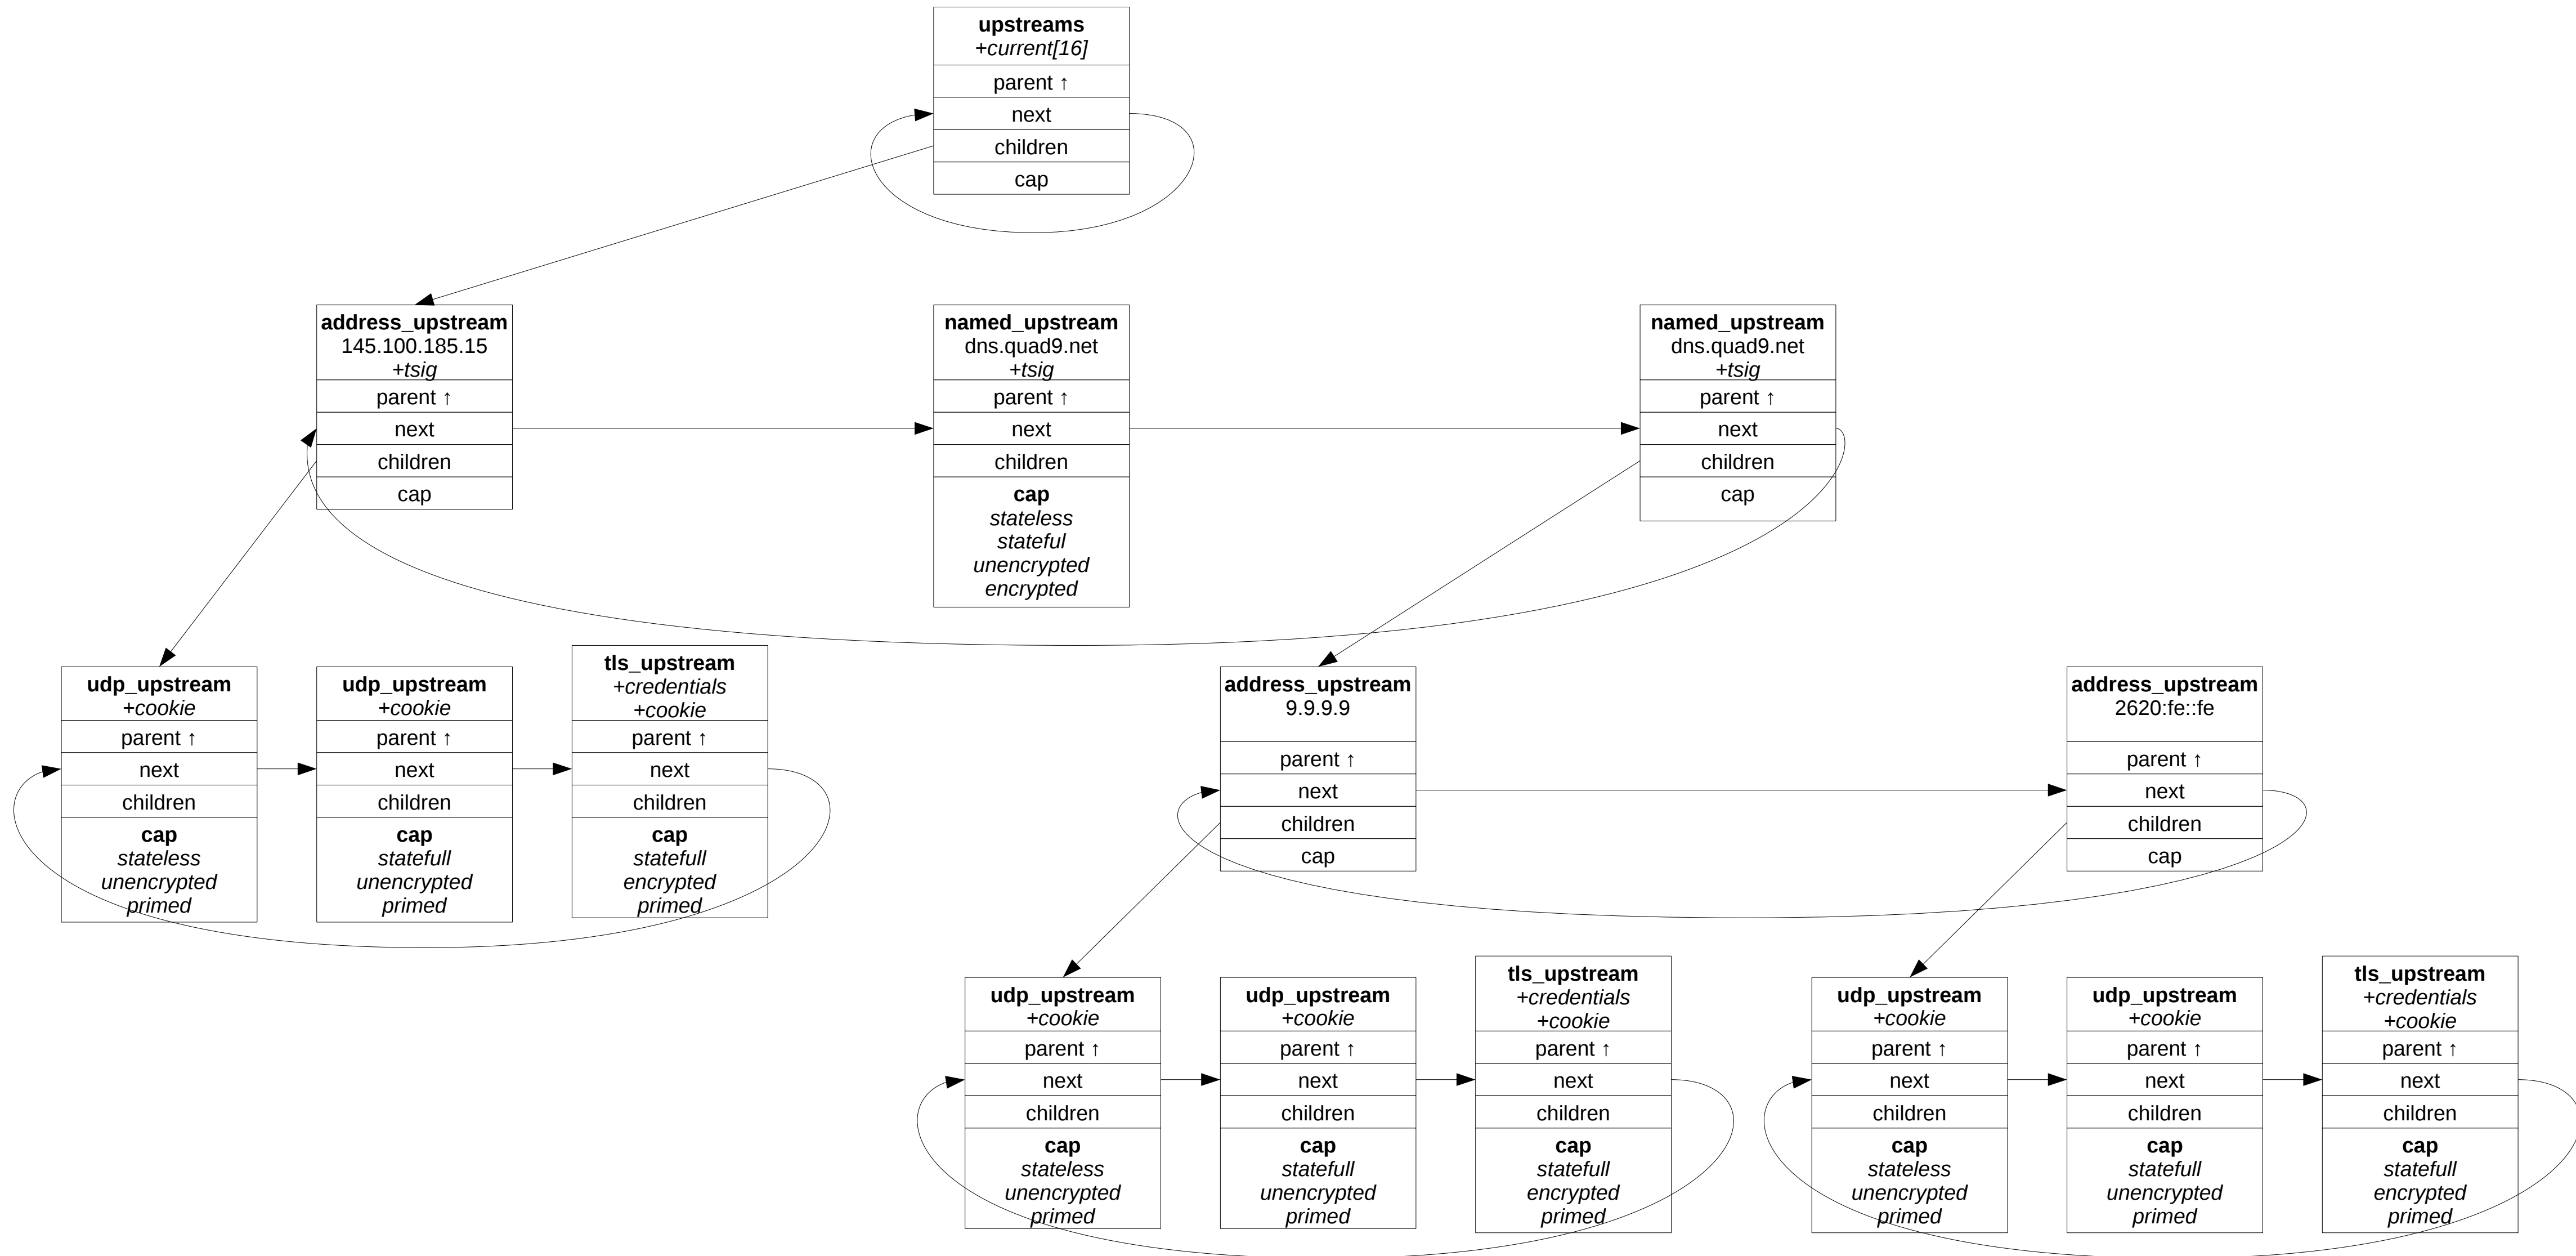 upstreams
+current[16]
parent ↑
next
children
cap
address_upstream
145.100.185.15
+tsig
parent ↑
next
children
cap
named_upstream
dns.quad9.net
+tsig
parent ↑
next
children
cap
stateless
stateful
unencrypted
encrypted
named_upstream
dns.quad9.net
+tsig
parent ↑
next
children
cap
udp_upstream
+cookie
parent ↑
next
children
cap
stateless
unencrypted
primed
udp_upstream
+cookie
parent ↑
next
children
cap
statefull
unencrypted
primed
tls_upstream
+credentials
+cookie
parent ↑
next
children
cap
statefull
encrypted
primed
address_upstream
9.9.9.9
parent ↑
next
children
cap
address_upstream
2620:fe::fe
parent ↑
next
children
cap
udp_upstream
+cookie
parent ↑
next
children
cap
stateless
unencrypted
primed
udp_upstream
+cookie
parent ↑
next
children
cap
statefull
unencrypted
primed
tls_upstream
+credentials
+cookie
parent ↑
next
children
cap
statefull
encrypted
primed
udp_upstream
+cookie
parent ↑
next
children
cap
stateless
unencrypted
primed
udp_upstream
+cookie
parent ↑
next
children
cap
statefull
unencrypted
primed
tls_upstream
+credentials
+cookie
parent ↑
next
children
cap
statefull
encrypted
primed